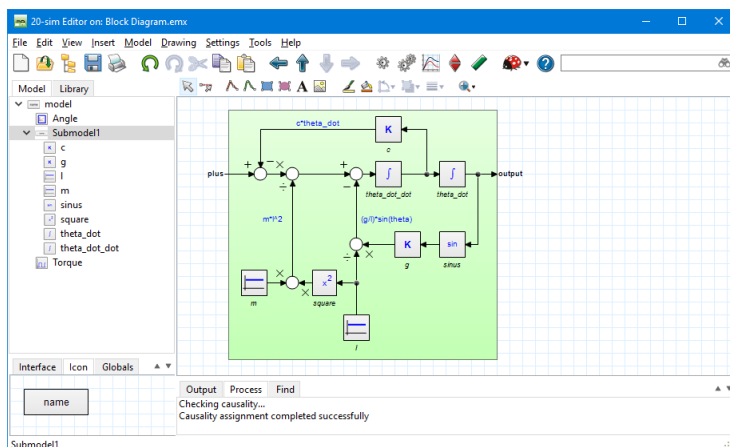 20-sim Editor on: Block Diagram.emx
File Edit View Insert Model Drawing Settings Tools Help
Model Library
model
Angle
Submodel1
c
g
l
m
sinus
square
theta_dot
theta_dot_dot
Torque
c*theta_dot
K
c
plus
+ − × ÷
+ −
∫
theta_dot_dot
∫
theta_dot
output
m*l^2
(g/l)*sin(theta)
÷ ×
K
g
sin
sinus
m
× ×
x²
square
l
Interface Icon Globals
name
Output Process Find
Checking causality...
Causality assignment completed successfully
Submodel1